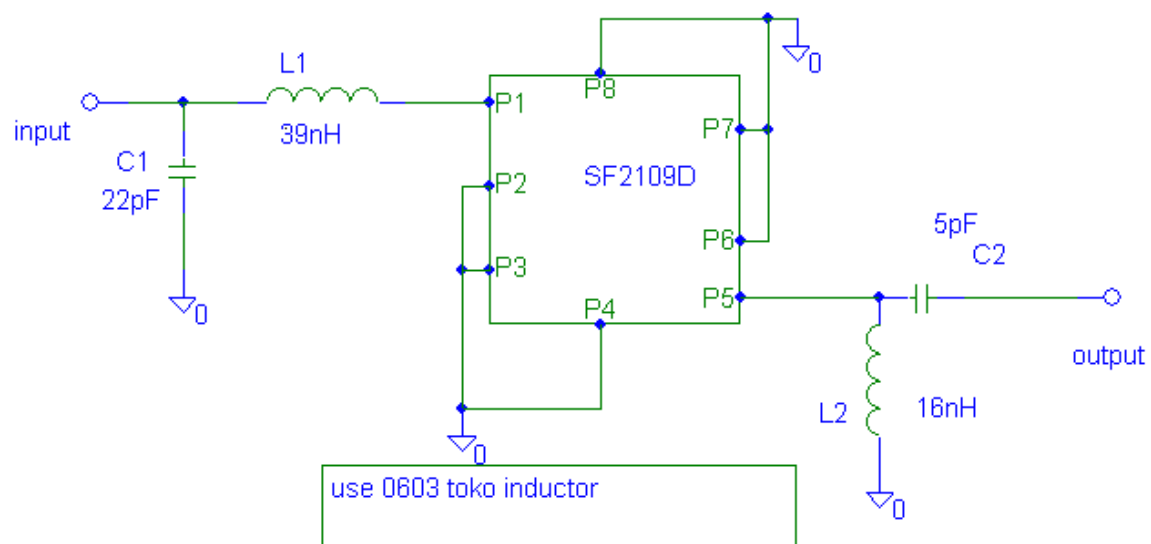 L1
39nH
input
C1
22pF
0
P1
P2
P3
P4
P8
P7
P6
P5
SF2109D
0
0
5pF
C2
output
L2
16nH
0
use 0603 toko inductor